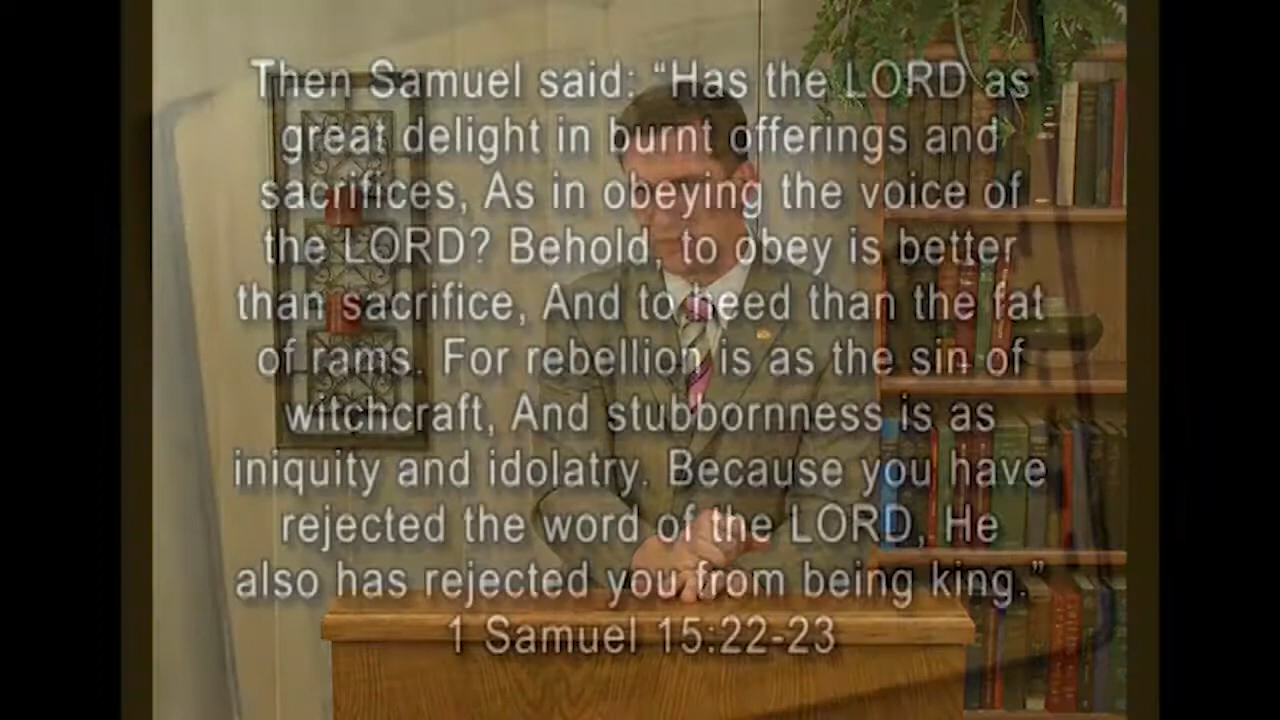 Then Samuel said: “Has the LORD as
great delight in burnt offerings and
sacrifices, As in obeying the voice of
the LORD? Behold, to obey is better
than sacrifice, And to heed than the fat
of rams. For rebellion is as the sin of
witchcraft, And stubbornness is as
iniquity and idolatry. Because you have
rejected the word of the LORD, He
also has rejected you from being king.”
1 Samuel 15:22-23